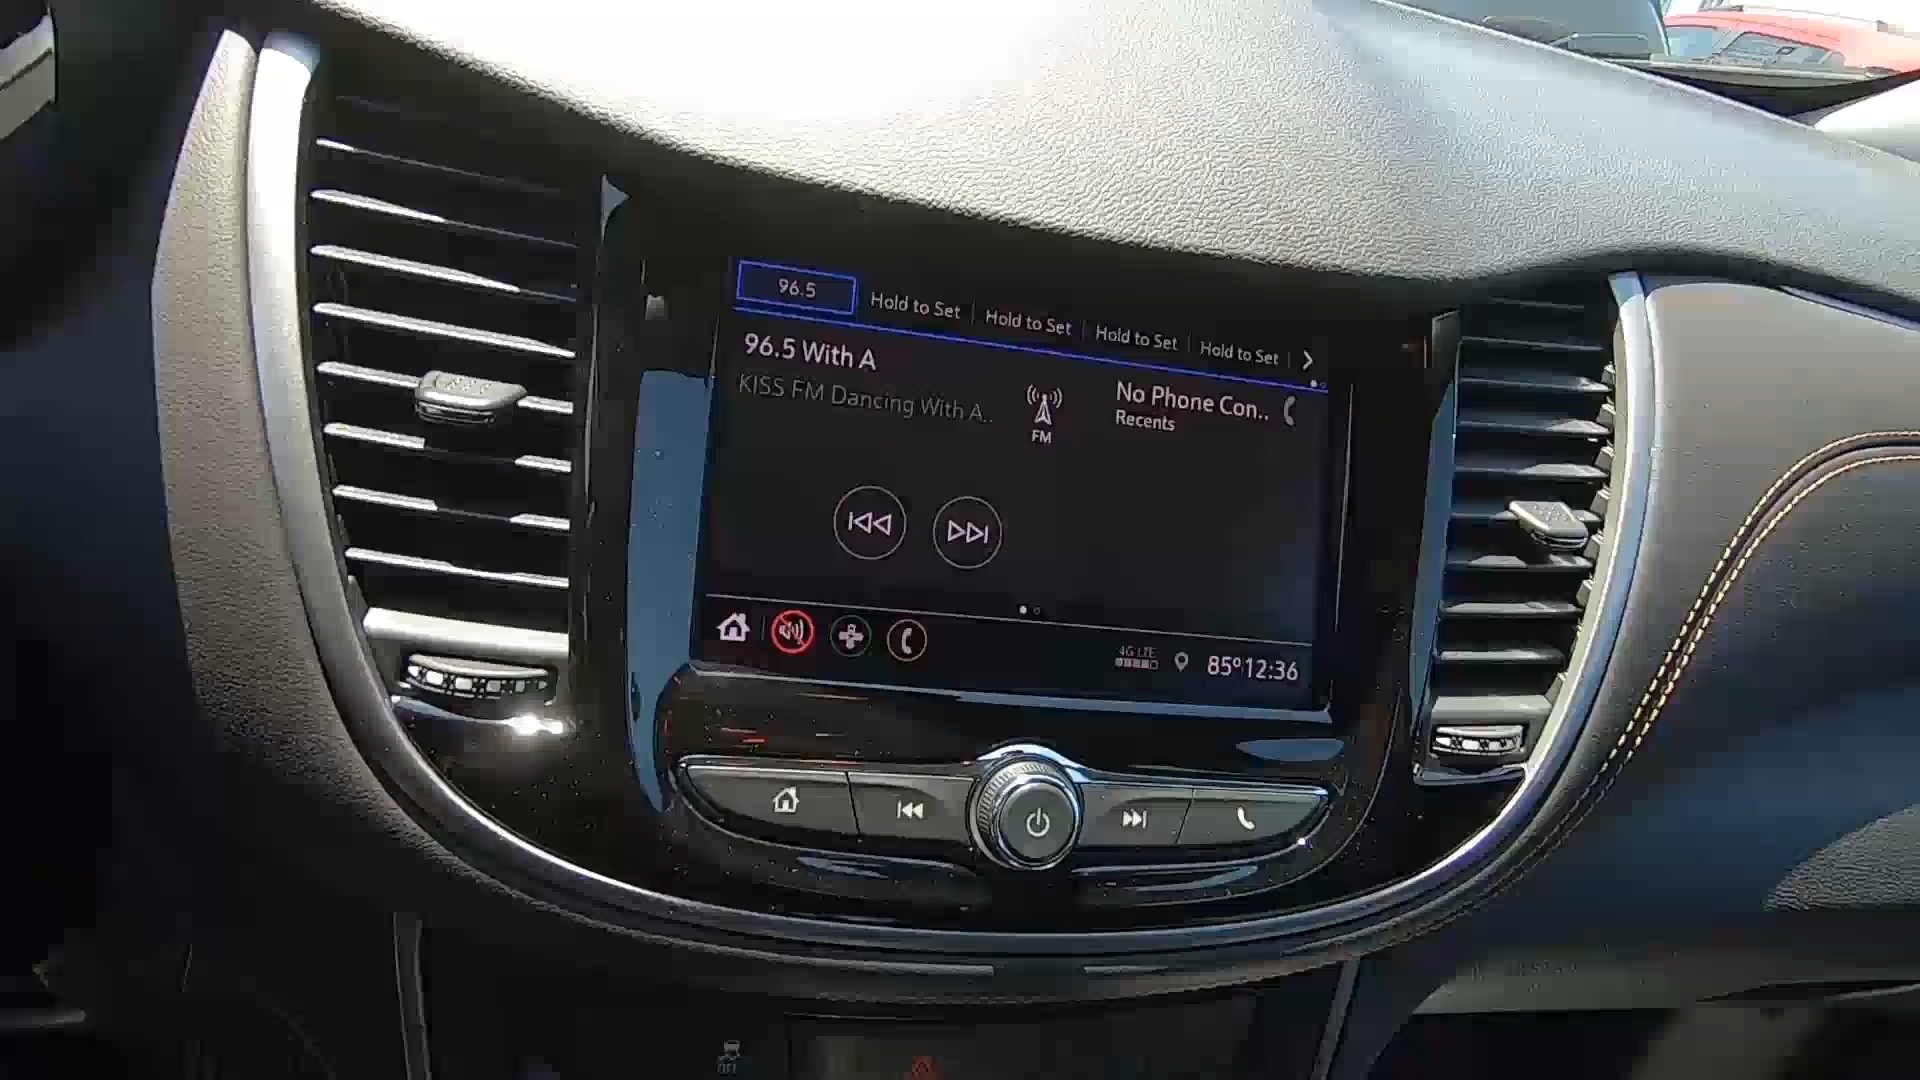 96.5 Hold to Set Hold to Set Hold to Set Hold to Set
96.5 With A
KISS FM Dancing With A..
FM
No Phone Con..
Recents
4G LTE
85° 12:36
OFF